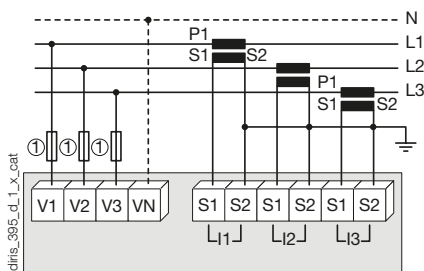 N
P1
L1
S1 S2
L2
P1
L3
S1 S2
① ① ①
V1 V2 V3 VN S1 S2 S1 S2 S1 S2
I1 I2 I3
diris_395_d_1_x_cat